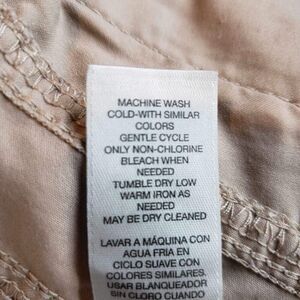 MACHINE WASH
COLD-WITH SIMILAR
COLORS
GENTLE CYCLE
ONLY NON-CHLORINE
BLEACH WHEN
NEEDED
TUMBLE DRY LOW
WARM IRON AS
NEEDED
MAY BE DRY CLEANED
LAVAR A MÁQUINA CON
AGUA FRIA EN
CICLO SUAVE CON
COLORES SIMILARES.
USAR BLANQUEADOR
SIN CLORO CUANDO